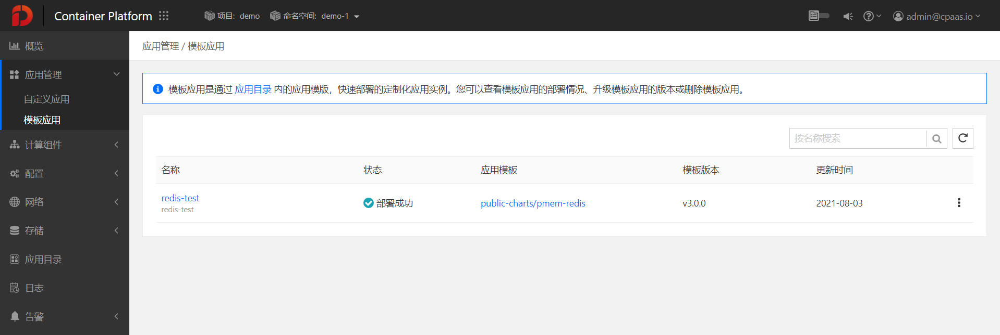 Container Platform
项目: demo
命名空间: demo-1
admin@cpaas.io
概览
应用管理
自定义应用
模板应用
计算组件
配置
网络
存储
应用目录
日志
告警
应用管理 / 模板应用
模板应用是通过 应用目录 内的应用模版，快速部署的定制化应用实例。您可以查看模板应用的部署情况、升级模板应用的版本或删除模板应用。
按名称搜索
名称 状态 应用模板 模板版本 更新时间
redis-test 部署成功 public-charts/pmem-redis v3.0.0 2021-08-03
redis-test